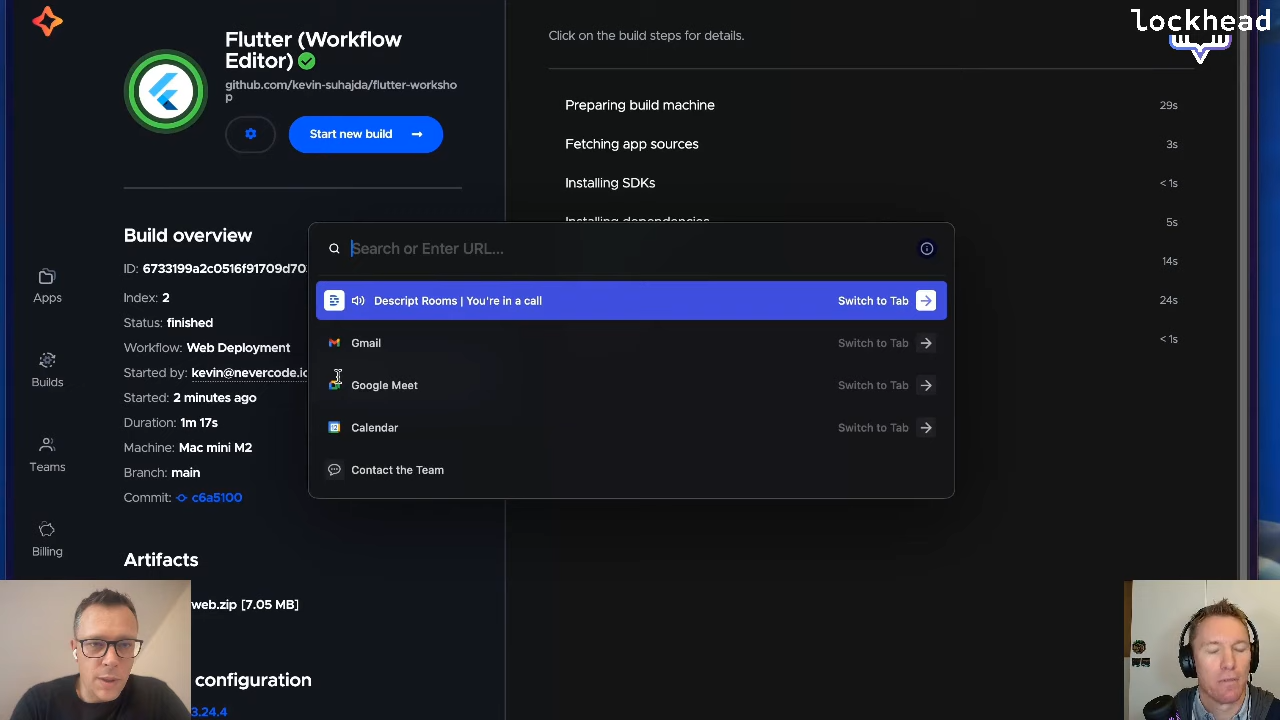 lockhead
Flutter (Workflow
Editor)
github.com/kevin-suhajda/flutter-worksho
p
Start new build →
Click on the build steps for details.
Preparing build machine 29s
Fetching app sources 3s
Installing SDKs < 1s
Installing dependencies 5s
14s
24s
< 1s
Build overview
ID: 6733199a2c0516f91709d70
Index: 2
Status: finished
Workflow: Web Deployment
Started by: kevin@nevercode.io
Started: 2 minutes ago
Duration: 1m 17s
Machine: Mac mini M2
Branch: main
Commit: c6a5100
Artifacts
web.zip [7.05 MB]
configuration
3.24.4
Apps
Builds
Teams
Billing
Search or Enter URL...
Descript Rooms | You're in a call Switch to Tab →
Gmail Switch to Tab →
Google Meet Switch to Tab →
Calendar Switch to Tab →
Contact the Team